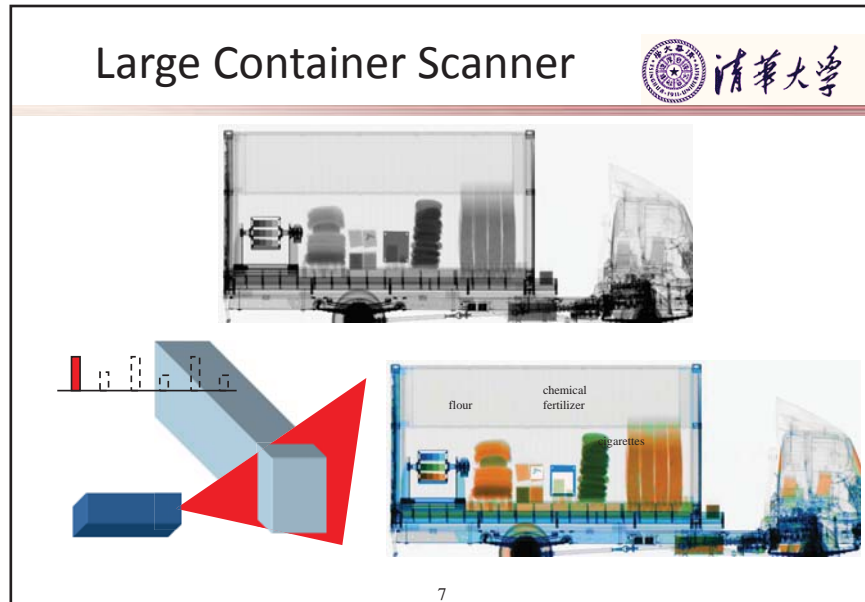 Large Container Scanner
清華大学
flour
chemical
fertilizer
cigarettes
7